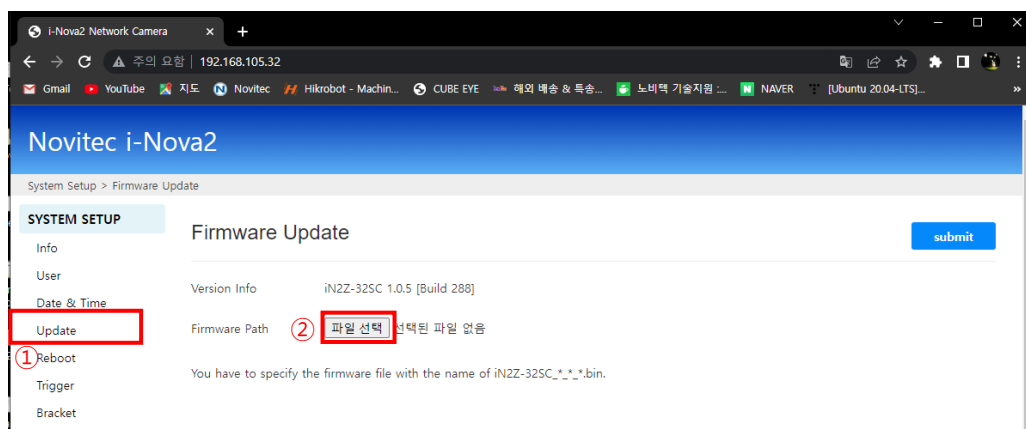 i-Nova2 Network Camera
주의 요함 | 192.168.105.32
Gmail YouTube 지도 Novitec Hikrobot - Machin... CUBE EYE 해외 배송 & 특송... 노비텍 기술지원 :... NAVER [Ubuntu 20.04-LTS]... »
Novitec i-Nova2
System Setup > Firmware Update
SYSTEM SETUP
Info
User
Date & Time
Update
① Reboot
Trigger
Bracket
Firmware Update
submit
Version Info iN2Z-32SC 1.0.5 [Build 288]
Firmware Path ② 파일 선택 선택된 파일 없음
You have to specify the firmware file with the name of iN2Z-32SC_*_*_*.bin.